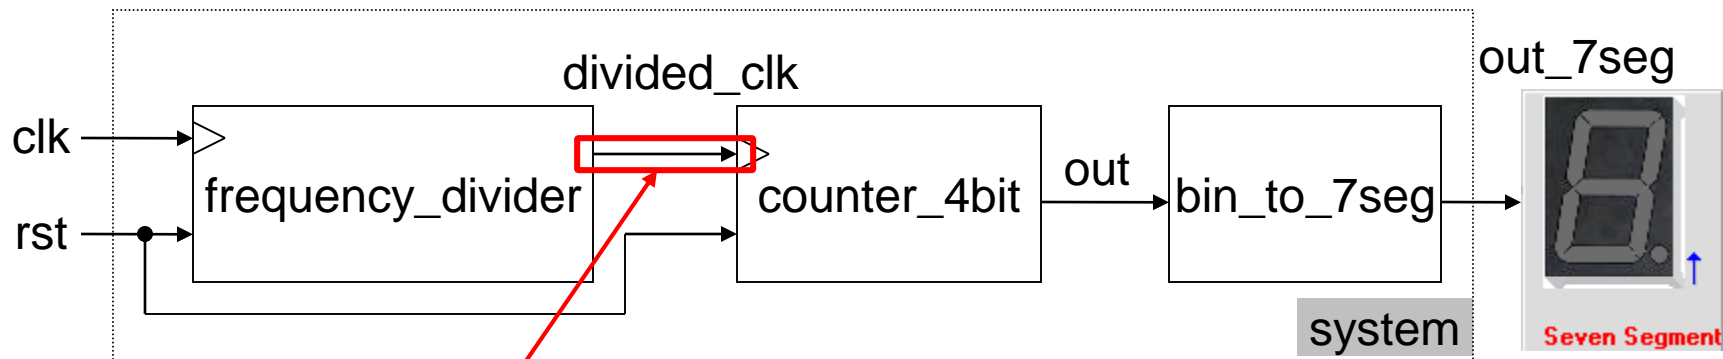 out_7seg
divided_clk
clk
frequency_divider
counter_4bit
out
bin_to_7seg
rst
system
Seven Segment